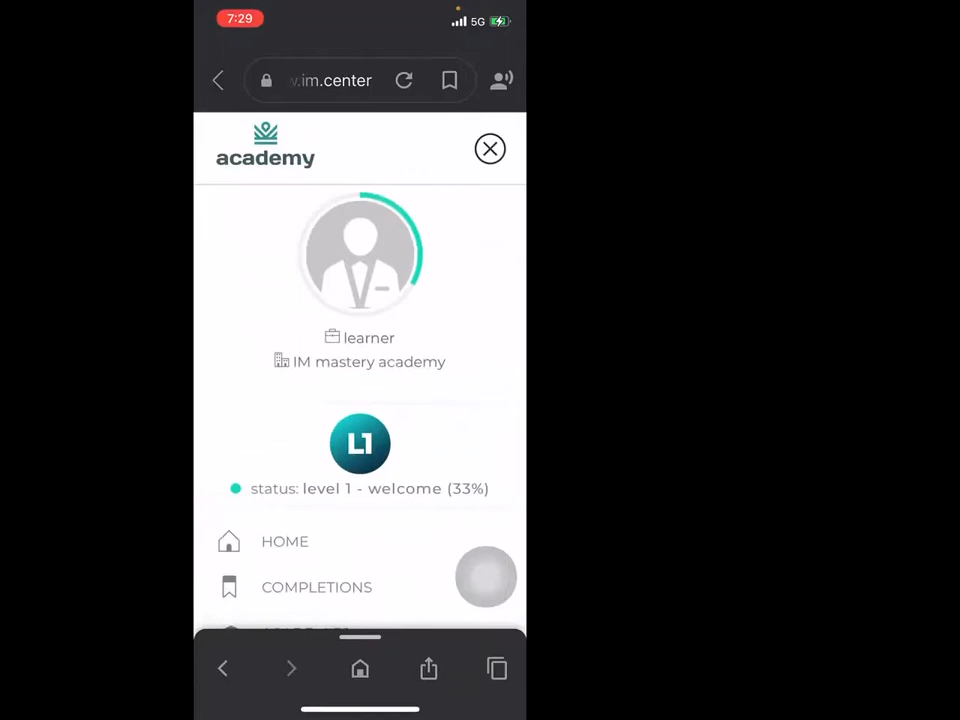 7:29
5G
.im.center
academy
learner
IM mastery academy
L1
status: level 1 - welcome (33%)
HOME
COMPLETIONS